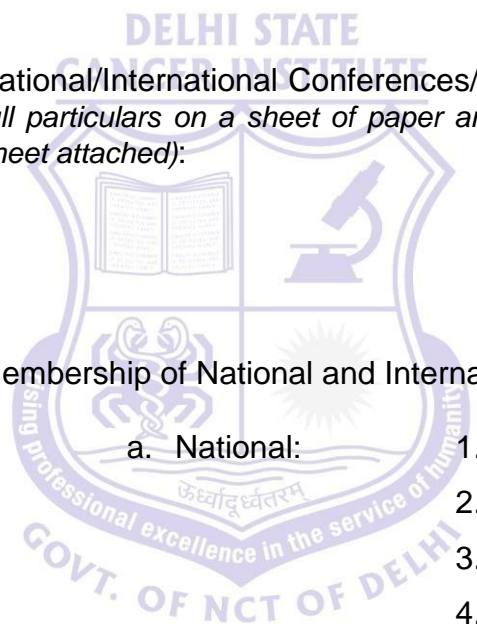 DELHI STATE
CANCER INSTITUTE
ational/International Conferences/
ll particulars on a sheet of paper an
heet attached):
embership of National and Interna
a. National: 1.
2.
3.
4.
ऊर्ध्वादूर्ध्वतरम्
professional excellence in the service of humanity
GOVT. OF NCT OF DELHI